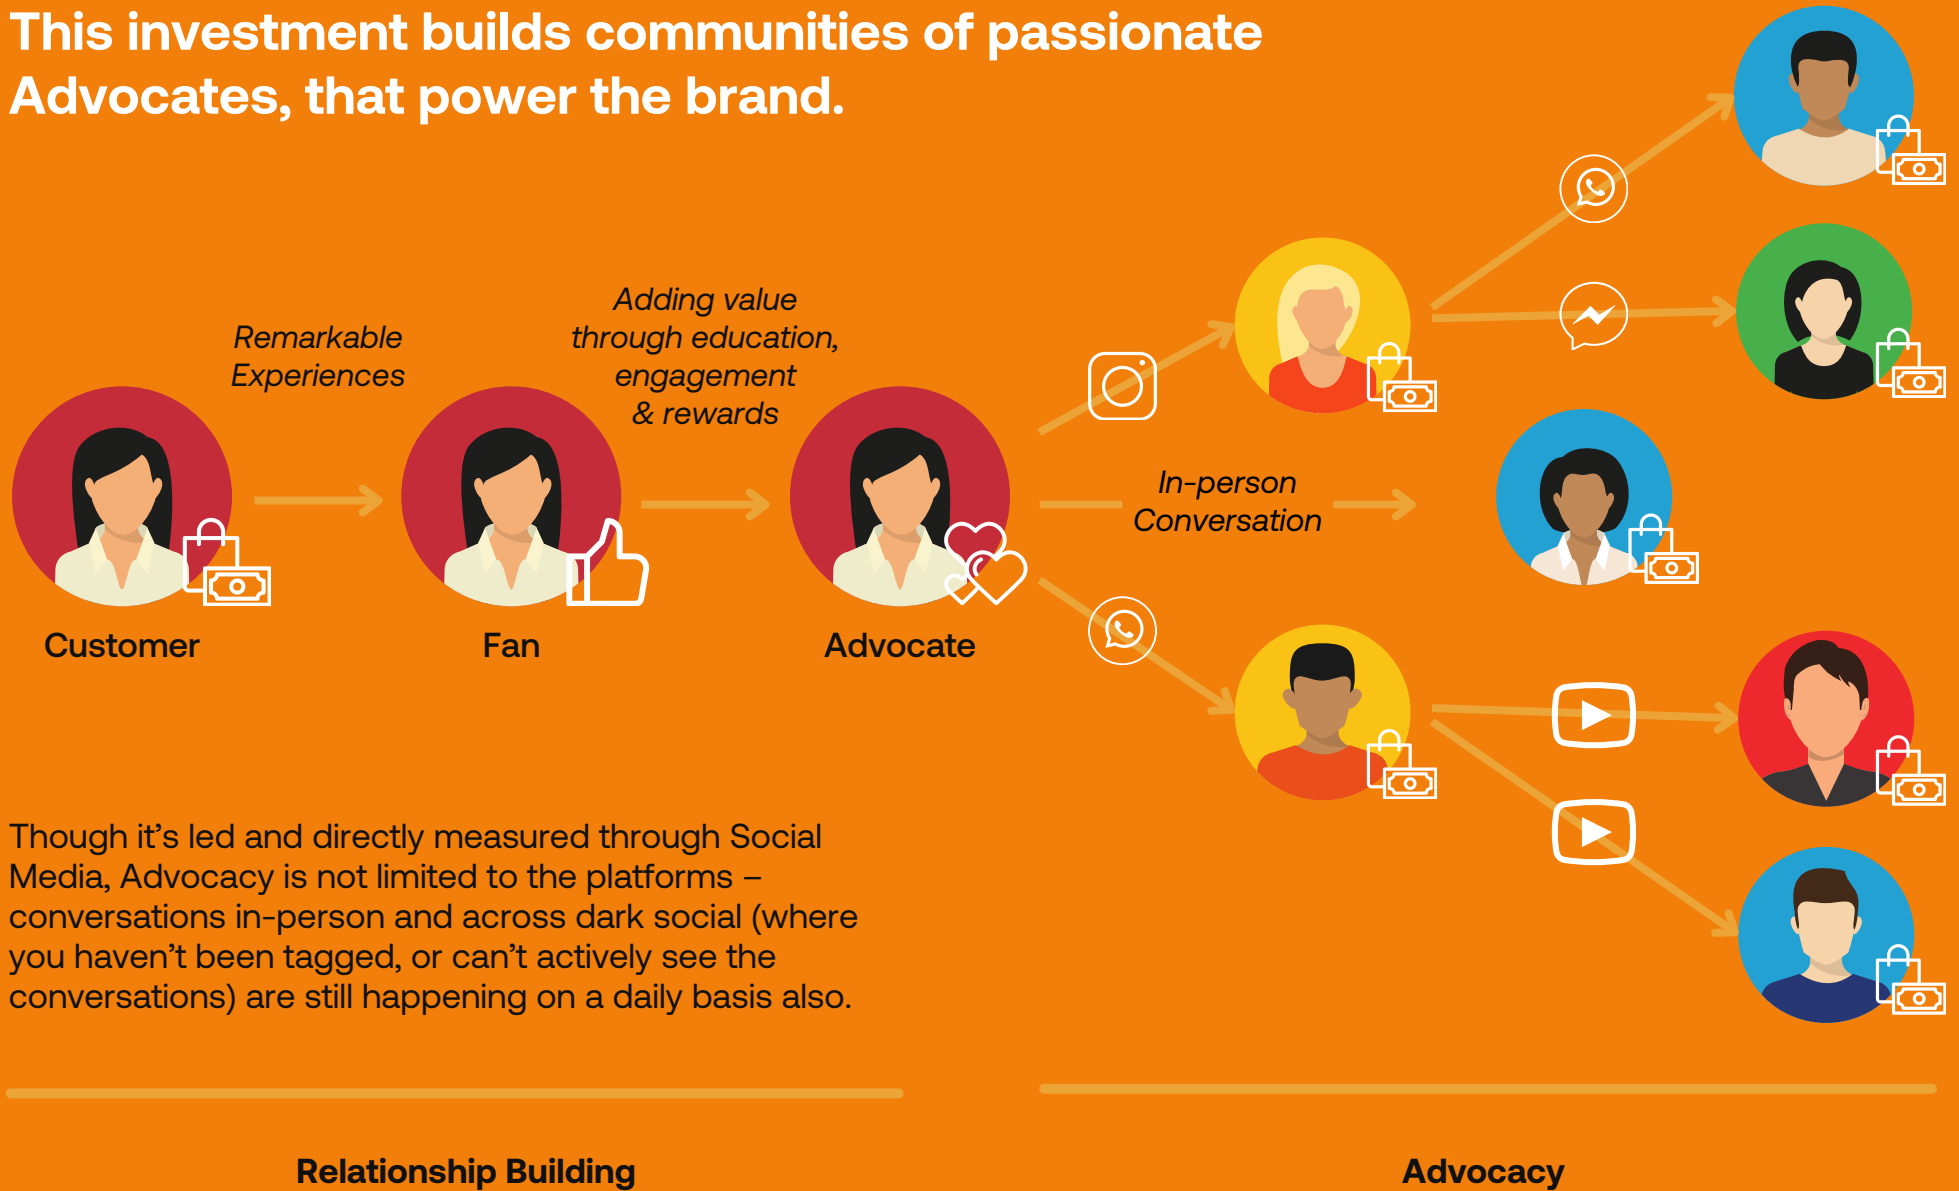 This investment builds communities of passionate
Advocates, that power the brand.
Remarkable
Experiences
Adding value
through education,
engagement
& rewards
In-person
Conversation
Customer
Fan
Advocate
Though it’s led and directly measured through Social
Media, Advocacy is not limited to the platforms –
conversations in-person and across dark social (where
you haven’t been tagged, or can’t actively see the
conversations) are still happening on a daily basis also.
Relationship Building
Advocacy